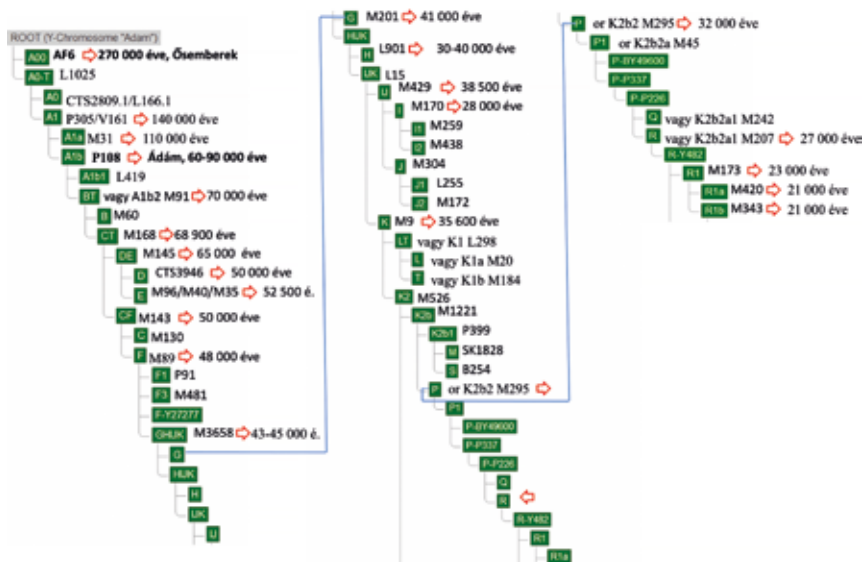 ROOT (Y-Chromosome "Adam")
A00 AF6 ⇨ 270 000 éve, Ősemberek
A0-T L1025
A0 CTS2809.1/L166.1
A1 P305/V161 ⇨ 140 000 éve
A1a M31 ⇨ 110 000 éve
A1b P108 ⇨ Ádám, 60-90 000 éve
A1b1 L419
BT vagy A1b2 M91 ⇨ 70 000 éve
B M60
CT M168 ⇨ 68 900 éve
DE M145 ⇨ 65 000 éve
D CTS3946 ⇨ 50 000 éve
E M96/M40/M35 ⇨ 52 500 é.
CF M143 ⇨ 50 000 éve
C M130
F M89 ⇨ 48 000 éve
F1 P91
F3 M481
F-Y27277
GHIJK M3658 ⇨ 43-45 000 é.
G
HIJK
H
IJK
IJ
G M201 ⇨ 41 000 éve
HIJK
H L901 ⇨ 30-40 000 éve
IJK L15
IJ M429 ⇨ 38 500 éve
I M170 ⇨ 28 000 éve
I1 M259
I2 M438
J M304
J1 L255
J2 M172
K M9 ⇨ 35 600 éve
LT vagy K1 L298
L vagy K1a M20
T vagy K1b M184
K2 M526
K2b M1221
K2b1 P399
M SK1828
S B254
P or K2b2 M295 ⇨
P1
P-BY49600
P-P337
P-P226
Q
R ⇦
R-Y482
R1
R1a
P or K2b2 M295 ⇨ 32 000 éve
P1 or K2b2a M45
P-BY49600
P-P337
P-P226
Q vagy K2b2a1 M242
R vagy K2b2a1 M207 ⇨ 27 000 éve
R-Y482
R1 M173 ⇨ 23 000 éve
R1a M420 ⇨ 21 000 éve
R1b M343 ⇨ 21 000 éve